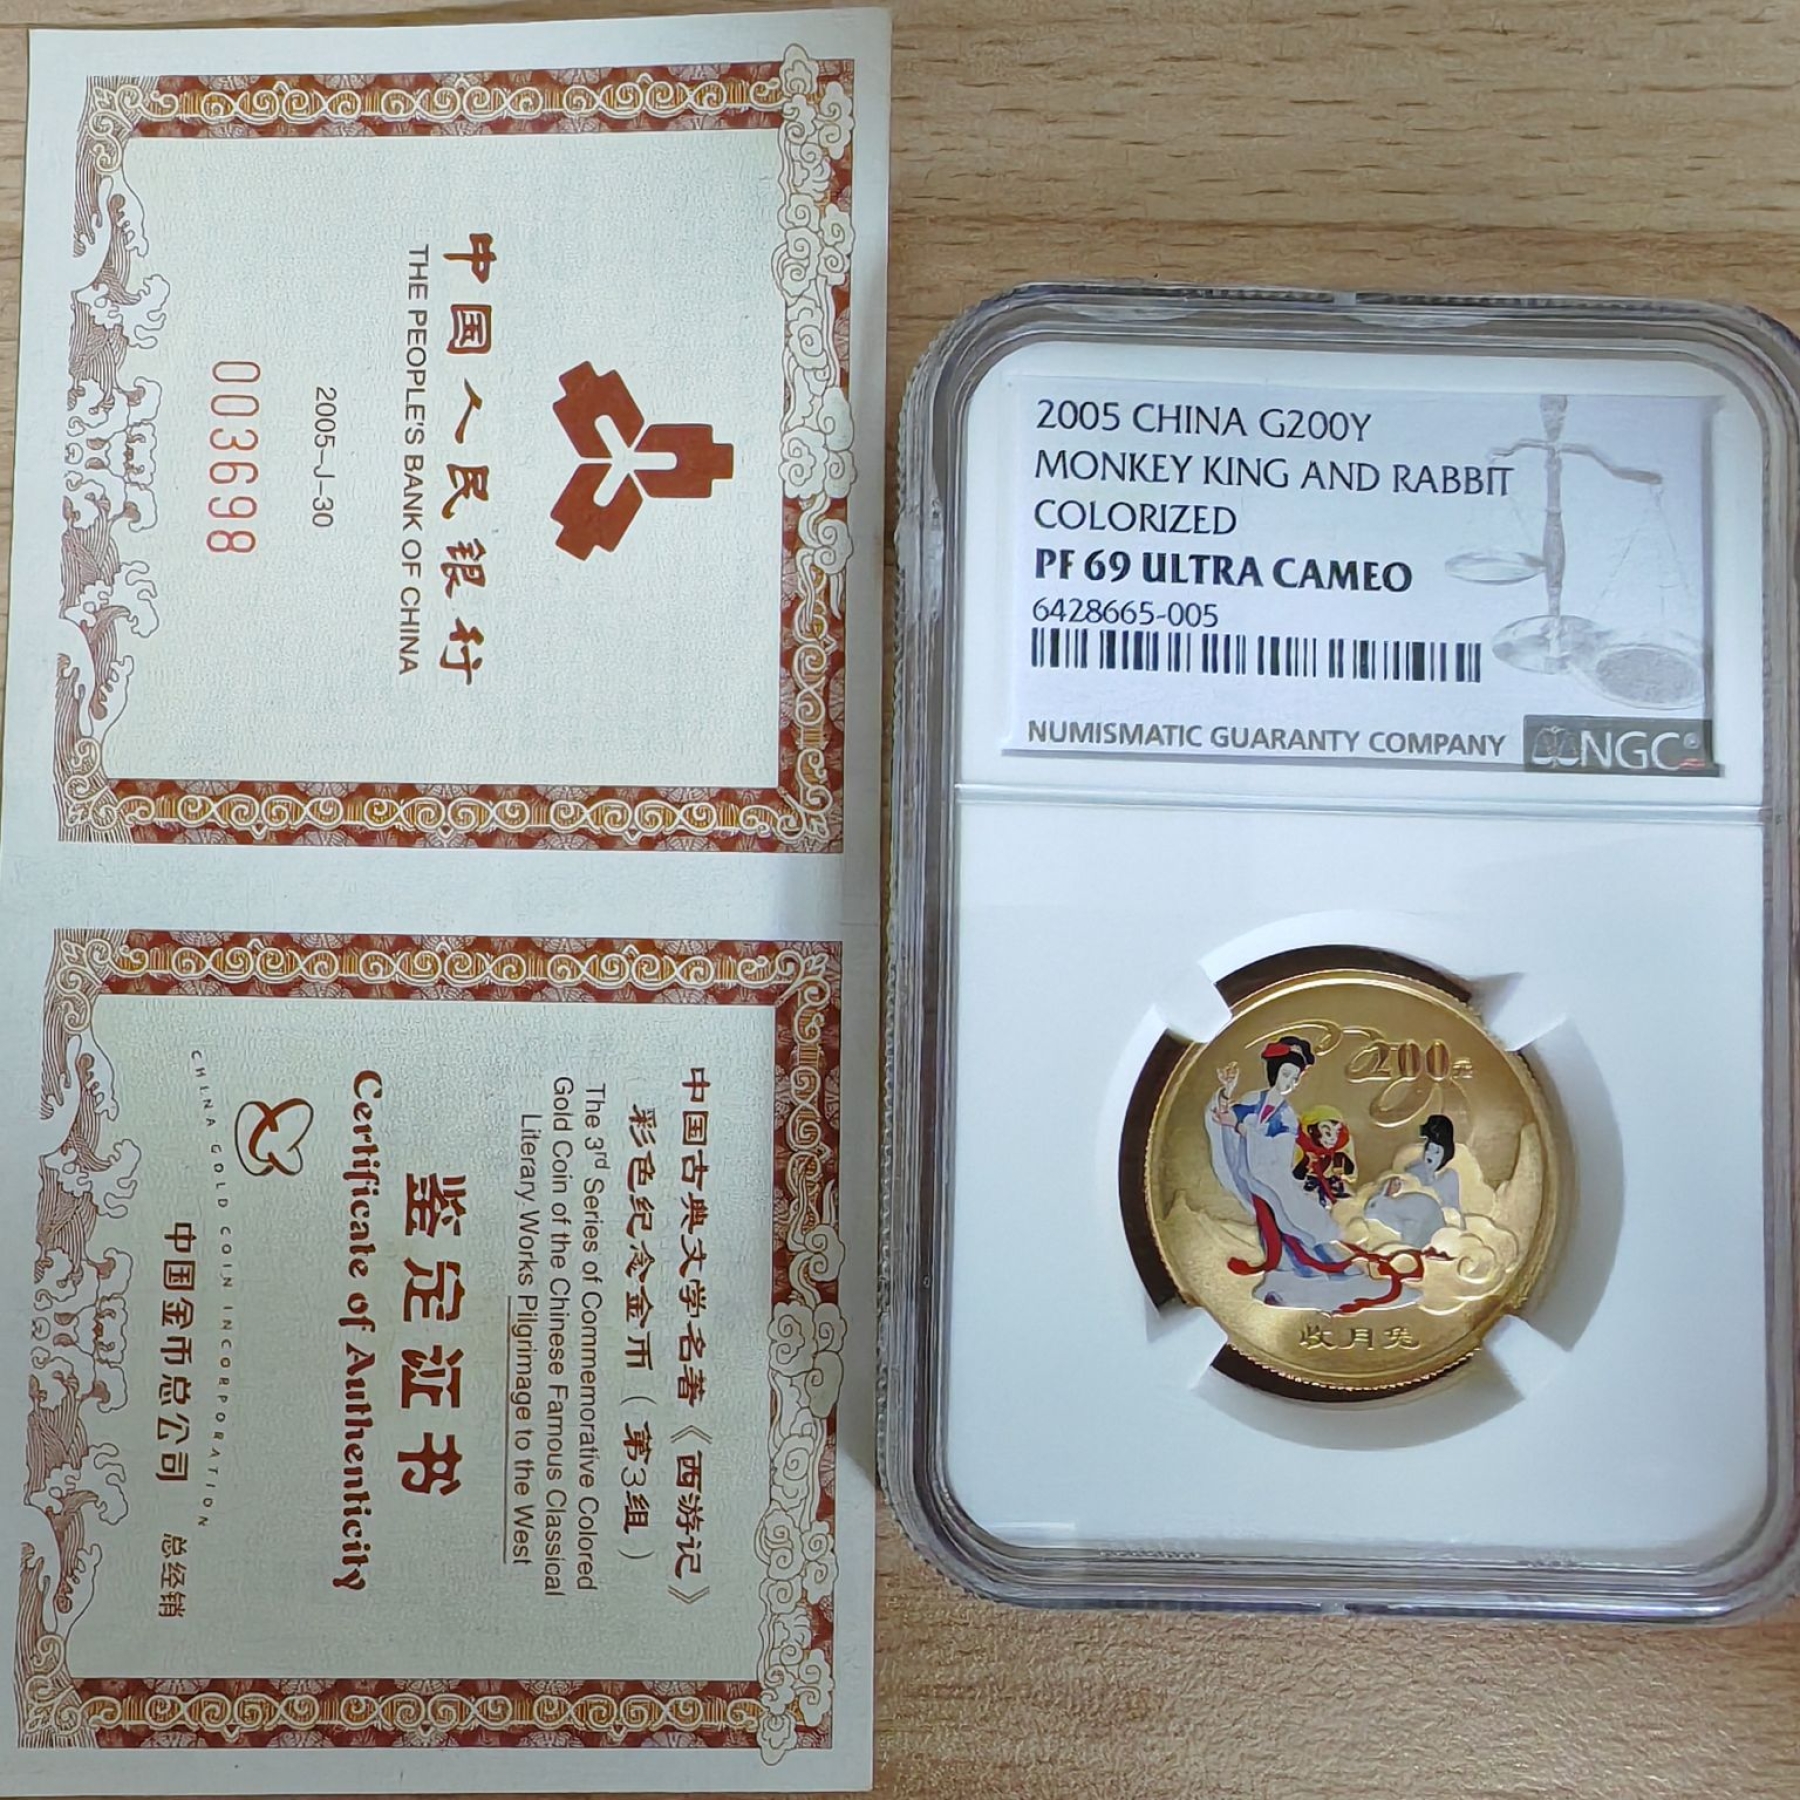 中国人民银行
THE PEOPLE'S BANK OF CHINA
2005-J-30
003698
中国古典文学名著《西游记》
彩色纪念金币（第3组）
The 3rd Series of Commemorative Colored
Gold Coin of the Chinese Famous Classical
Literary Works Pilgrimage to the West
鉴定证书
Certificate of Authenticity
CHINA GOLD COIN INCORPORATION
中国金币总公司 总经销
2005 CHINA G200Y
MONKEY KING AND RABBIT
COLORIZED
PF 69 ULTRA CAMEO
6428665-005
NUMISMATIC GUARANTY COMPANY
NGC
200元
收月兔